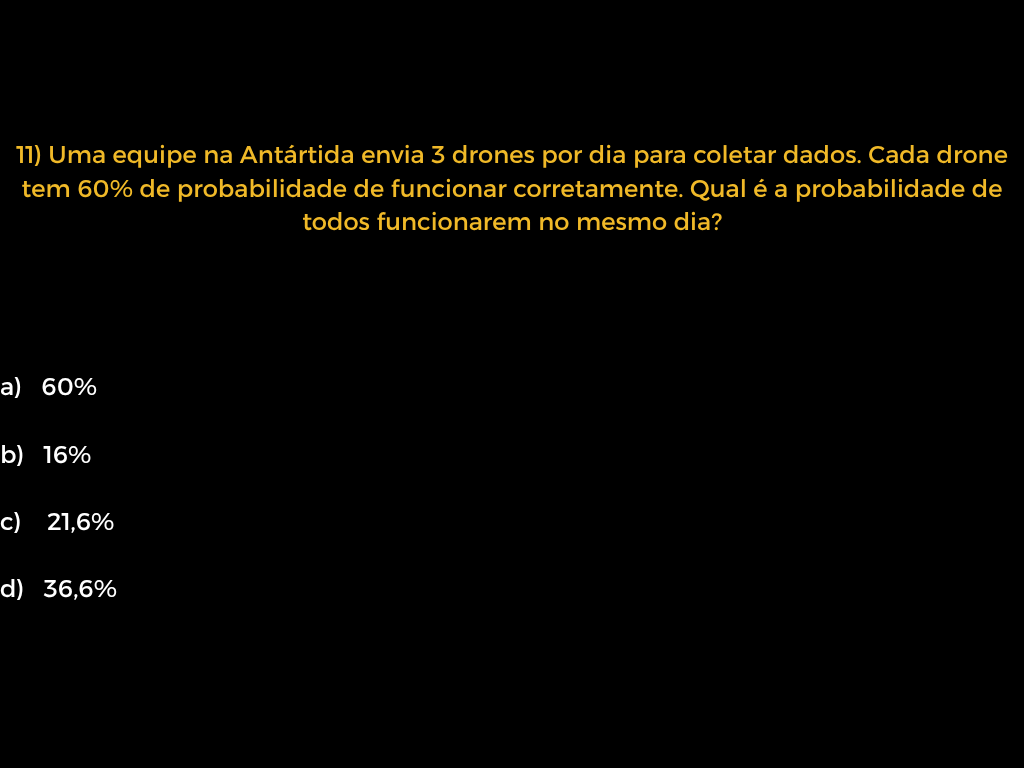 11) Uma equipe na Antártida envia 3 drones por dia para coletar dados. Cada drone
tem 60% de probabilidade de funcionar corretamente. Qual é a probabilidade de
todos funcionarem no mesmo dia?
a) 60%
b) 16%
c) 21,6%
d) 36,6%